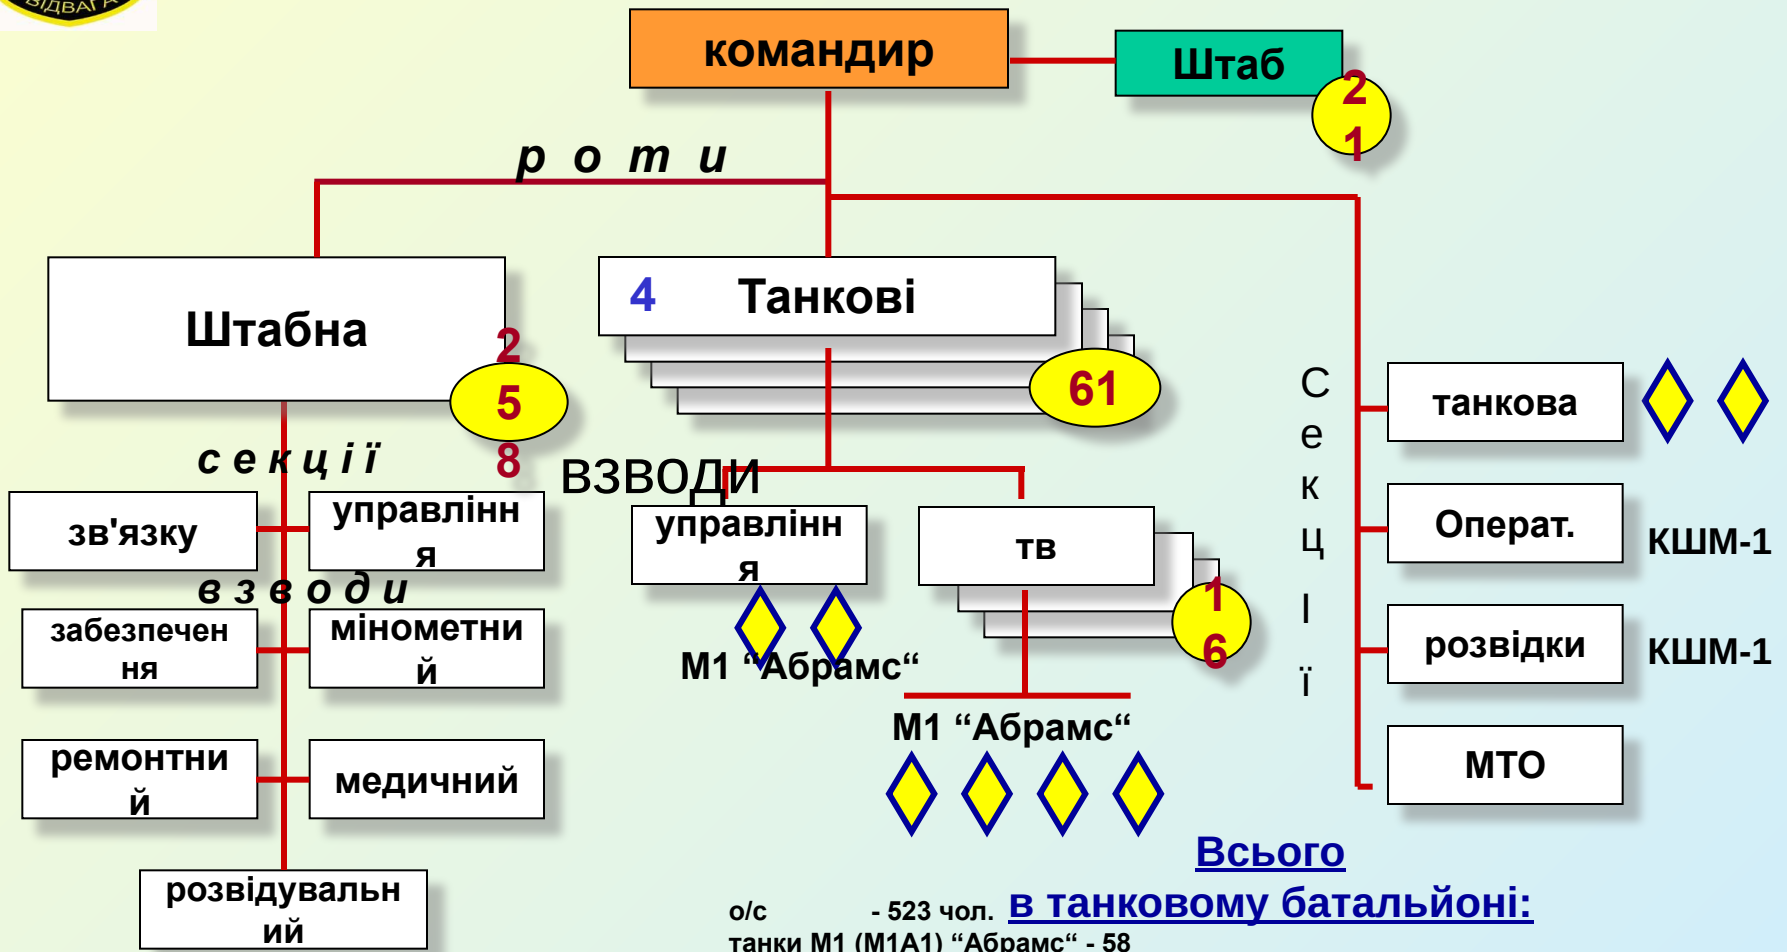 ВІДВАГА
командир
Штаб
2
1
р о т и
Штабна
2
5
8
4 Танкові
61
С
е
к
ц
І
ї
танкова
Операт.
КШМ-1
розвідки
КШМ-1
МТО
с е к ц і ї
зв'язку
управлінн
я
в з в о д и
забезпечен
ня
мінометни
й
ремонтни
й
медичний
розвідувальн
ий
взводи
управлінн
я
М1 “Абрамс“
тв
1
6
М1 “Абрамс“
Всього
в танковому батальйоні:
о/с - 523 чол.
танки М1 (М1А1) “Абрамс“ - 58